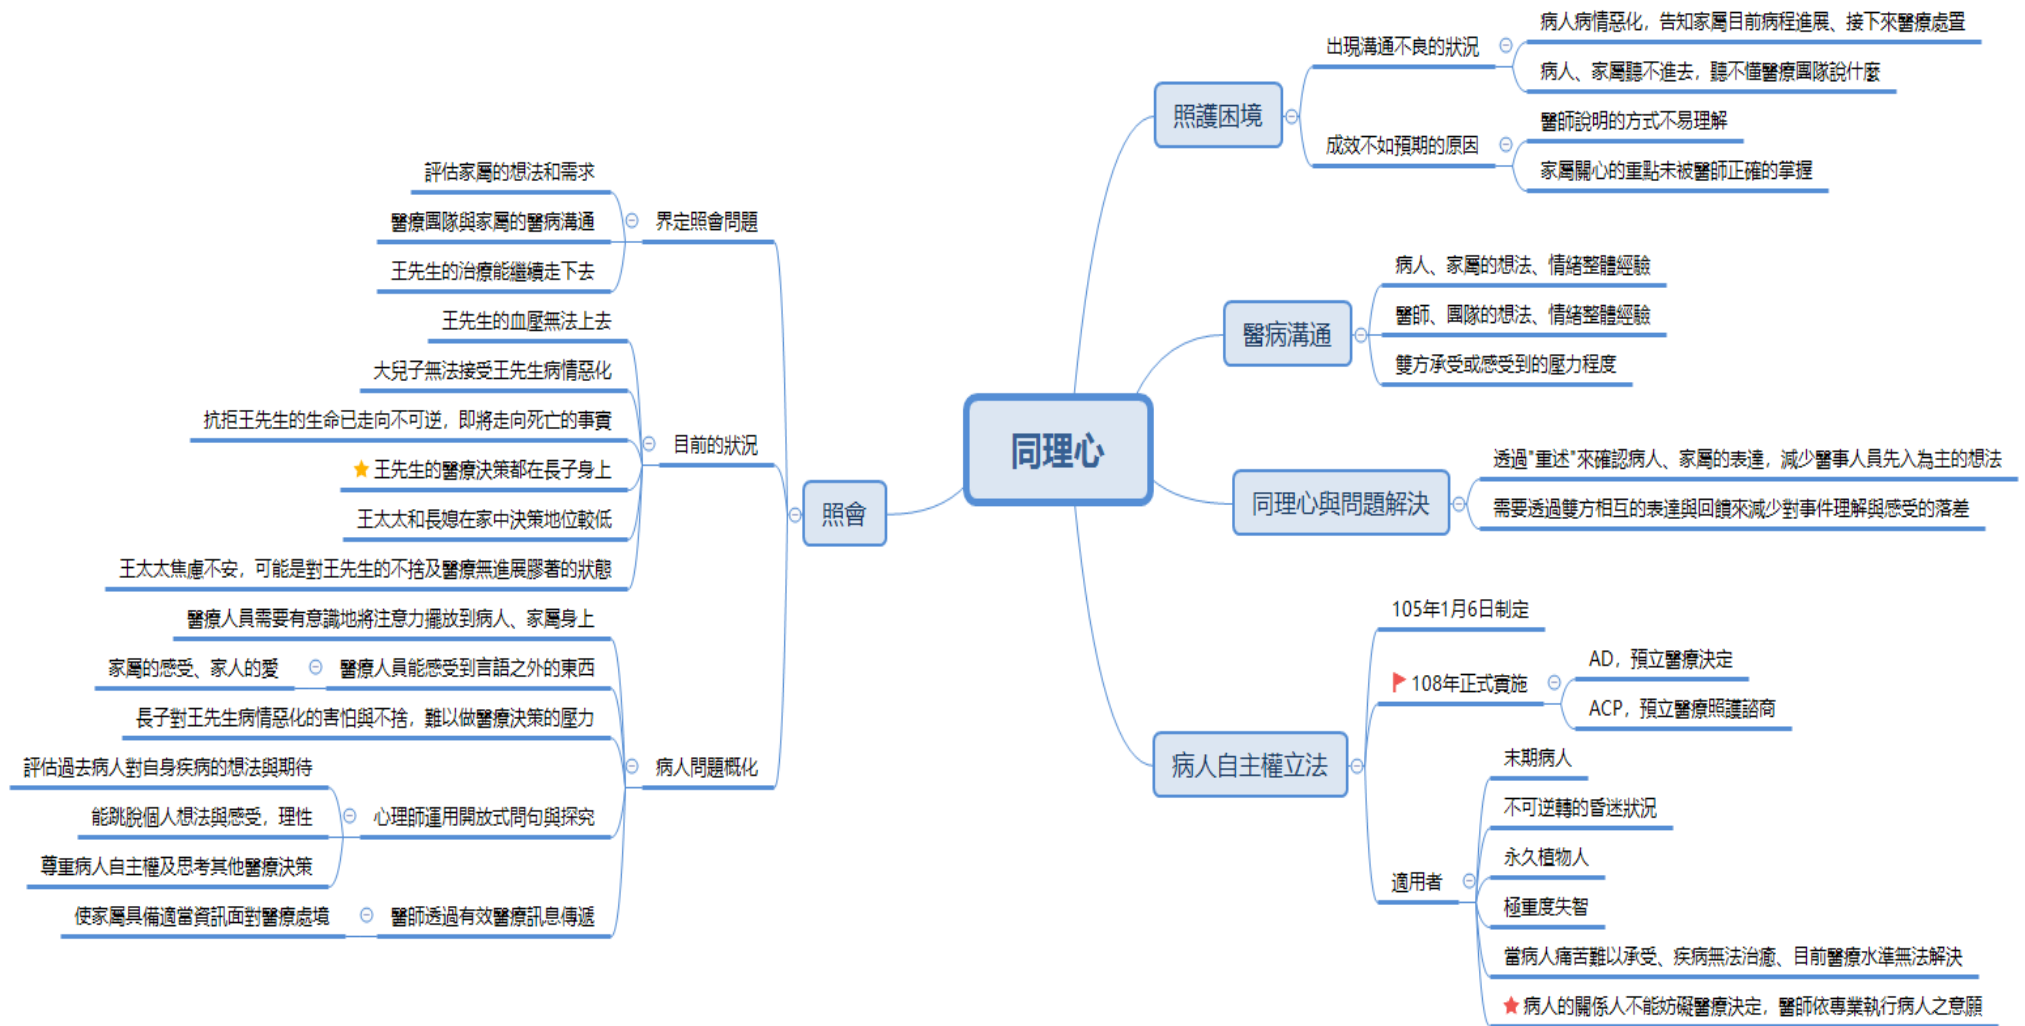 同理心
照護困境
出現溝通不良的狀況
病人病情惡化，告知家屬目前病程進展、接下來醫療處置
病人、家屬聽不進去，聽不懂醫療團隊說什麼
成效不如預期的原因
醫師說明的方式不易理解
家屬關心的重點未被醫師正確的掌握
醫病溝通
病人、家屬的想法、情緒整體經驗
醫師、團隊的想法、情緒整體經驗
雙方承受或感受到的壓力程度
同理心與問題解決
透過"重述"來確認病人、家屬的表達，減少醫事人員先入為主的想法
需要透過雙方相互的表達與回饋來減少對事件理解與感受的落差
病人自主權立法
105年1月6日制定
108年正式實施
AD，預立醫療決定
ACP，預立醫療照護諮商
適用者
末期病人
不可逆轉的昏迷狀況
永久植物人
極重度失智
當病人痛苦難以承受、疾病無法治癒、目前醫療水準無法解決
病人的關係人不能妨礙醫療決定，醫師依專業執行病人之意願
照會
界定照會問題
評估家屬的想法和需求
醫療團隊與家屬的醫病溝通
王先生的治療能繼續走下去
目前的狀況
王先生的血壓無法上去
大兒子無法接受王先生病情惡化
抗拒王先生的生命已走向不可逆，即將走向死亡的事實
王先生的醫療決策都在長子身上
王太太和長媳在家中決策地位較低
王太太焦慮不安，可能是對王先生的不捨及醫療無進展膠著的狀態
病人問題概化
醫療人員需要有意識地將注意力擺放到病人、家屬身上
醫療人員能感受到言語之外的東西
家屬的感受、家人的愛
長子對王先生病情惡化的害怕與不捨，難以做醫療決策的壓力
心理師運用開放式問句與探究
評估過去病人對自身疾病的想法與期待
能跳脫個人想法與感受，理性
尊重病人自主權及思考其他醫療決策
醫師透過有效醫療訊息傳遞
使家屬具備適當資訊面對醫療處境